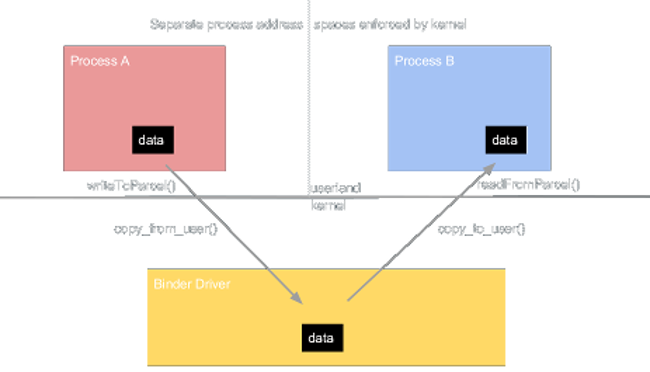 Separate process address spaces enforced by kernel
Process A
Process B
data
data
writeToParcel()
userland
readFromParcel()
kernel
copy_from_user()
copy_to_user()
Binder Driver
data